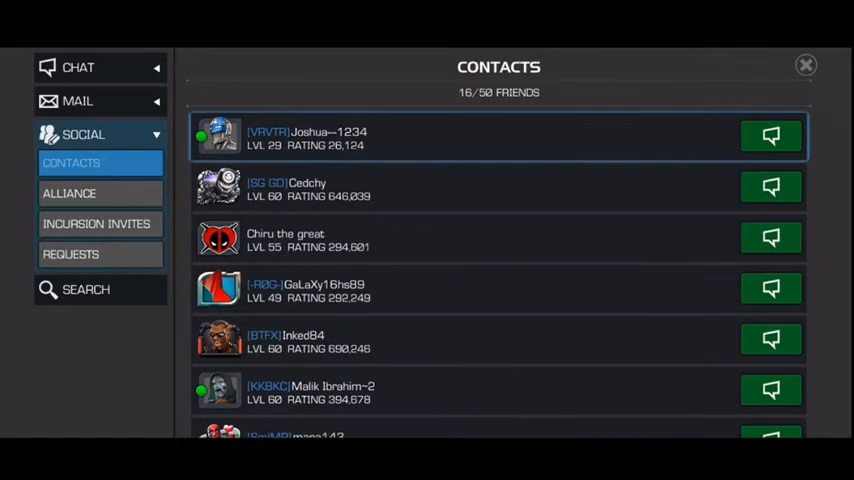 CHAT
MAIL
SOCIAL
CONTACTS
ALLIANCE
INCURSION INVITES
REQUESTS
SEARCH
CONTACTS
16/50 FRIENDS
[VRVTR]Joshua—1234
LVL 29 RATING 26,124
[SG GD]Cedchy
LVL 60 RATING 646,039
Chiru the great
LVL 55 RATING 294,601
[-RØG-]GaLaXy16hs89
LVL 49 RATING 292,249
[BTFX]Inked84
LVL 60 RATING 690,246
[KKBKC]Malik Ibrahim~2
LVL 60 RATING 394,678